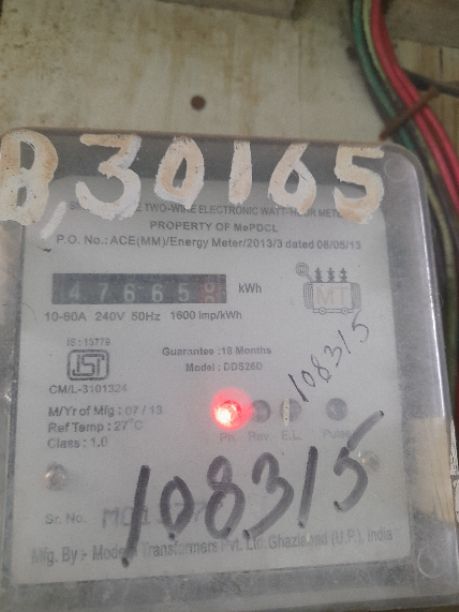 8,30165
TWO-WIRE ELECTRONIC WATT-HOUR METER
PROPERTY OF MePDCL
P.O. No.: ACE(MM)/Energy Meter/2013/3 dated 08/05/13
47665 kWh
MT
10-60A 240V 50Hz 1600 imp/kWh
IS : 13779
ISI
CM/L-3101324
Guarantee :18 Months
Model : DDS26D
108315
M/Yr of Mfg : 07 / 13
Ref Temp : 27°C
Class : 1.0
Ph Rev E.L. Pulse
108315
Sr. No.
Mfg. By :- Modern Transformers Pvt. Ltd. Ghaziabad (U.P.), India